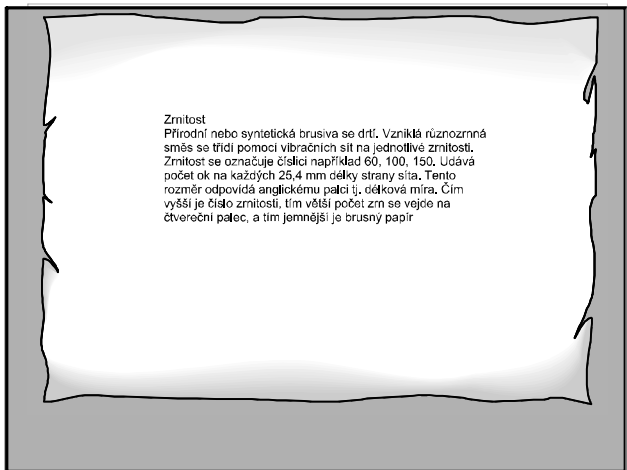 Zrnitost
Přírodní nebo syntetická brusiva se drtí. Vzniklá různozrnná
směs se třídí pomocí vibračních sít na jednotlivé zrnitosti.
Zrnitost se označuje číslicí například 60, 100, 150. Udává
počet ok na každých 25,4 mm délky strany síta. Tento
rozměr odpovídá anglickému palci tj. délková míra. Čím
vyšší je číslo zrnitosti, tím větší počet zrn se vejde na
čtvereční palec, a tím jemnější je brusný papír